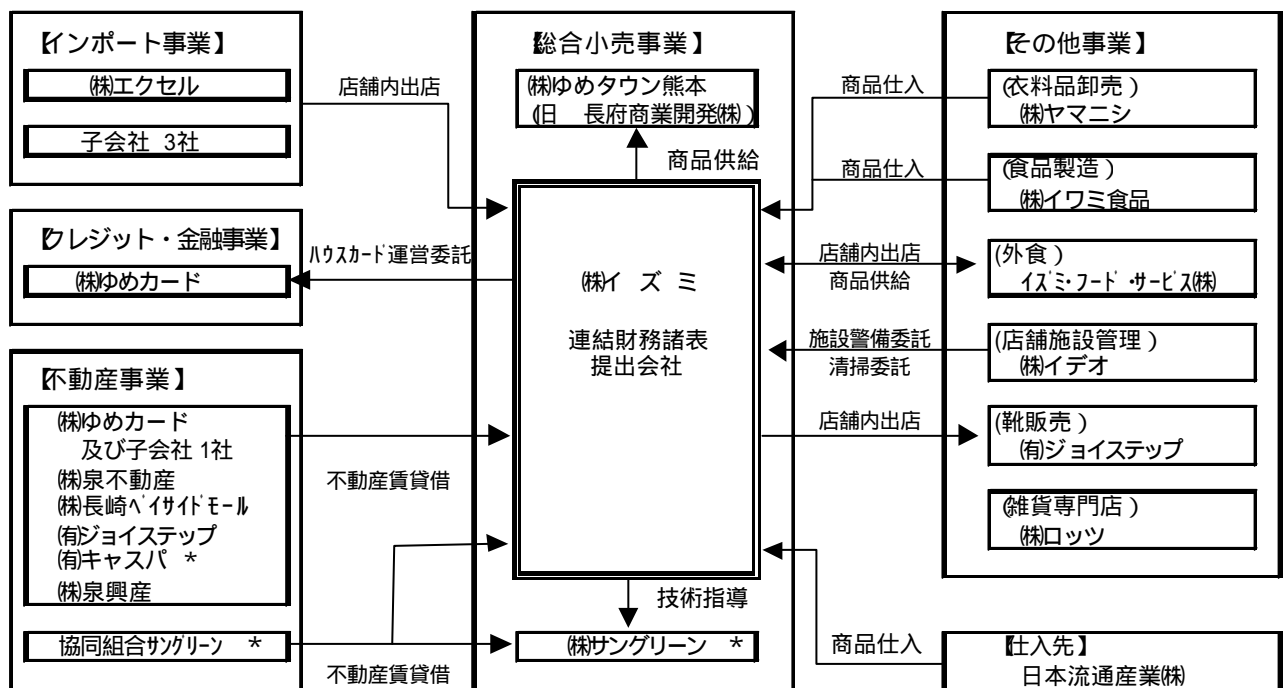 【インポート事業】
㈱エクセル
子会社 3社
店舗内出店
【クレジット・金融事業】
㈱ゆめカード
ハウスカード運営委託
【不動産事業】
㈱ゆめカード
及び子会社 1社
㈱泉不動産
㈱長崎ベイサイドモール
㈲ジョイステップ
㈲キャスパ *
㈱泉興産
協同組合サングリーン *
不動産賃貸借
不動産賃貸借
【総合小売事業】
㈱ゆめタウン熊本
(旧 長府商業開発㈱)
商品供給
㈱イ ズ ミ
連結財務諸表
提出会社
技術指導
㈱サングリーン *
【その他事業】
商品仕入
(衣料品卸売)
㈱ヤマニシ
商品仕入
(食品製造)
㈱イワミ食品
店舗内出店
商品供給
(外食)
イズミ・フード・サービス㈱
施設警備委託
清掃委託
(店舗施設管理)
㈱イデオ
店舗内出店
(靴販売)
㈲ジョイステップ
(雑貨専門店)
㈱ロッツ
商品仕入
【仕入先】
日本流通産業㈱